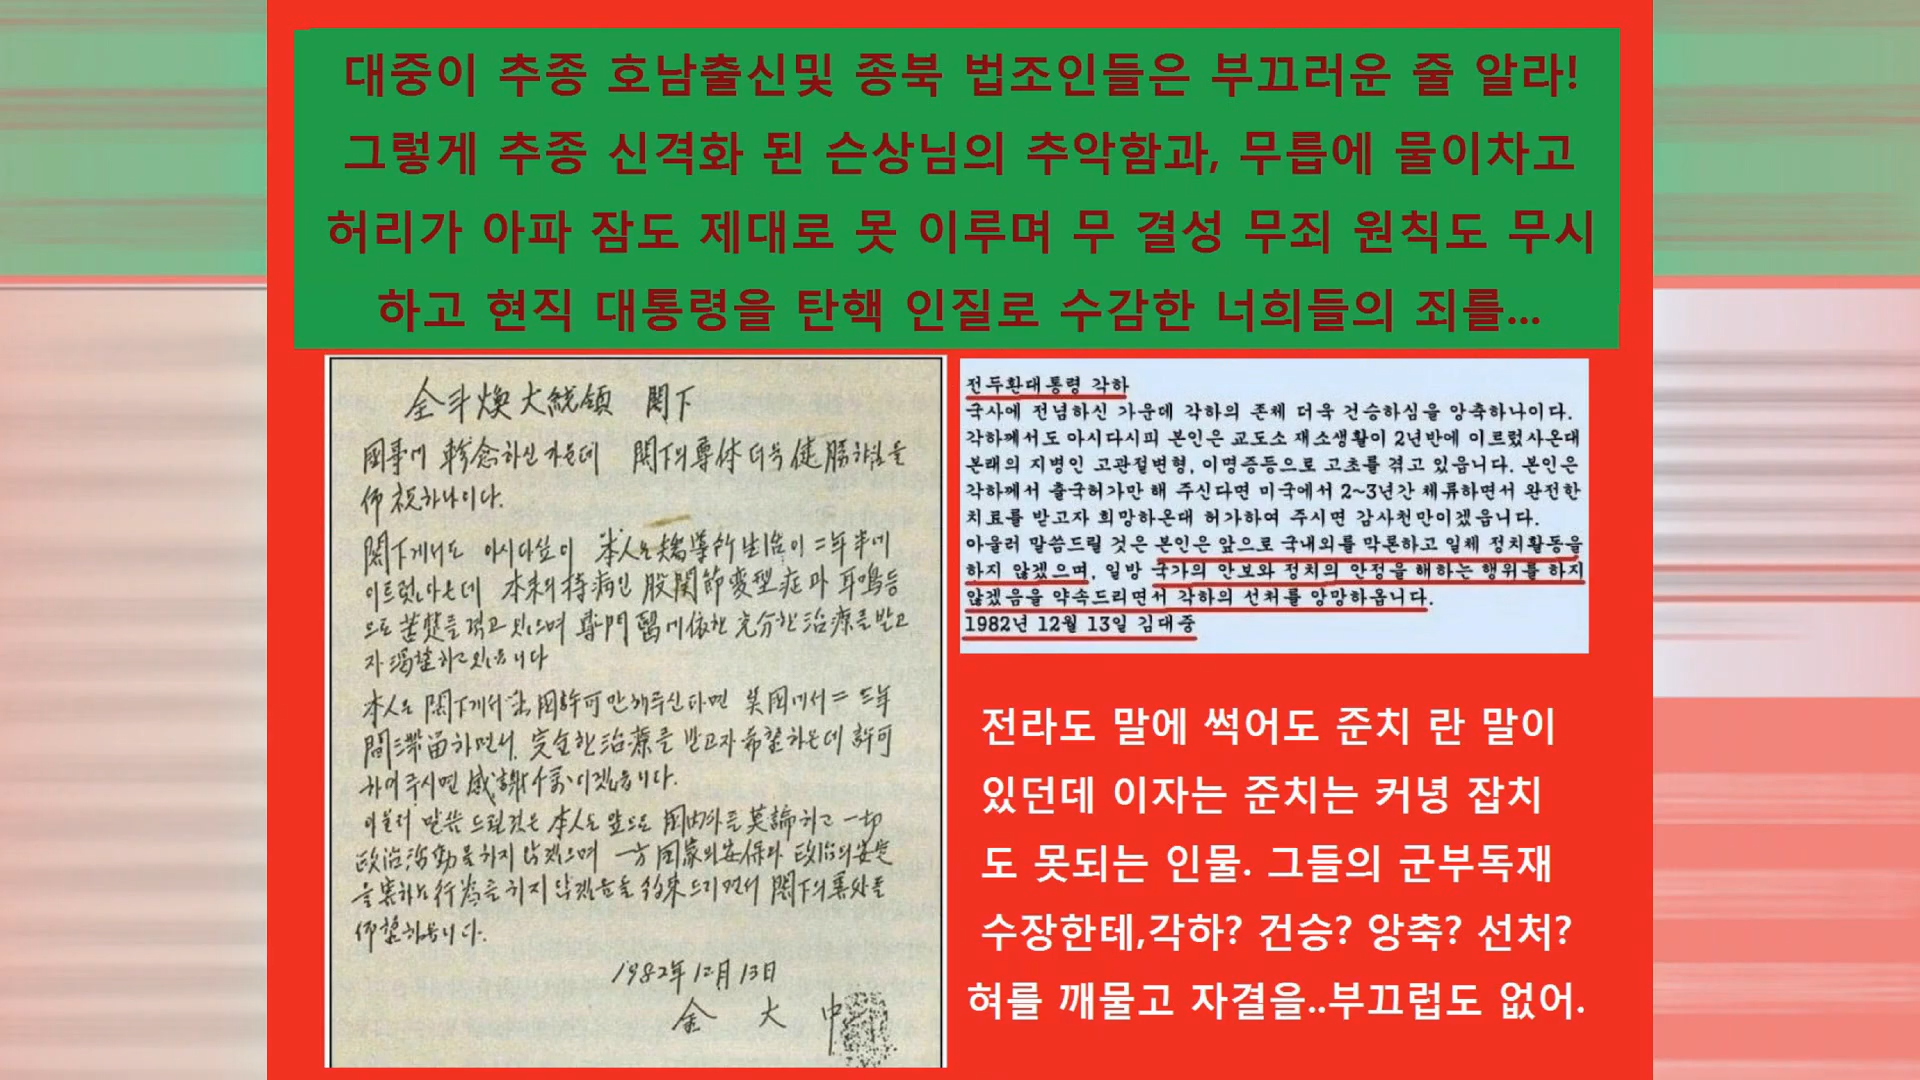 대중이 추종 호남출신및 종북 법조인들은 부끄러운 줄 알라!
그렇게 추종 신격화 된 슨상님의 추악함과, 무릅에 물이차고
허리가 아파 잠도 제대로 못 이루며 무 결성 무죄 원칙도 무시
하고 현직 대통령을 탄핵 인질로 수감한 너희들의 죄를...
全斗煥大統領 閣下
國事에 軫念하신 가운데 閣下의 尊体 더욱 健勝하심을
仰祝하나이다.
閣下께서도 아시다싶이 本人은 矯導所生活이 二年半에
이르렀사온데 本来의 持病인 股関節変型症과 耳鳴等
으로 苦楚를 겪고 있으며 専門醫에 依한 充分한 治療를 받고
자 渴望하고 있읍니다
本人은 閣下께서 出國許可만 해주신다면 美國에서 二~三年
間 滯留하면서, 完全한 治療를 받고자 希望하온데 許可
하여 주시면 感謝千萬이겠읍니다.
아울러 말씀 드릴것은 本人은 앞으로 國内外를 莫論하고 一切
政治活動을 하지 않겠으며 一方 国家의 安保와 政治의 安定
을 害하는 行為를 하지 않겠음을 約束드리면서 閣下의 善処를
仰望하옵니다.
1982年 12月 13日
金 大 中
전두환대통령 각하
국사에 전념하신 가운데 각하의 존체 더욱 건승하심을 앙축하나이다.
각하께서도 아시다시피 본인은 교도소 재소생활이 2년반에 이르렀사온대
본래의 지병인 고관절변형, 이명증등으로 고초를 겪고 있읍니다. 본인은
각하께서 출국허가만 해 주신다면 미국에서 2~3년간 체류하면서 완전한
치료를 받고자 희망하온대 허가하여 주시면 감사천만이겠읍니다.
아울러 말씀드릴 것은 본인은 앞으로 국내외를 막론하고 일체 정치활동을
하지 않겠으며, 일방 국가의 안보와 정치의 안정을 해하는 행위를 하지
않겠음을 약속드리면서 각하의 선처를 앙망하옵니다.
1982년 12월 13일 김대중
전라도 말에 썩어도 준치 란 말이
있던데 이자는 준치는 커녕 잡치
도 못되는 인물. 그들의 군부독재
수장한테,각하? 건승? 앙축? 선처?
혀를 깨물고 자결을..부끄럽도 없어.